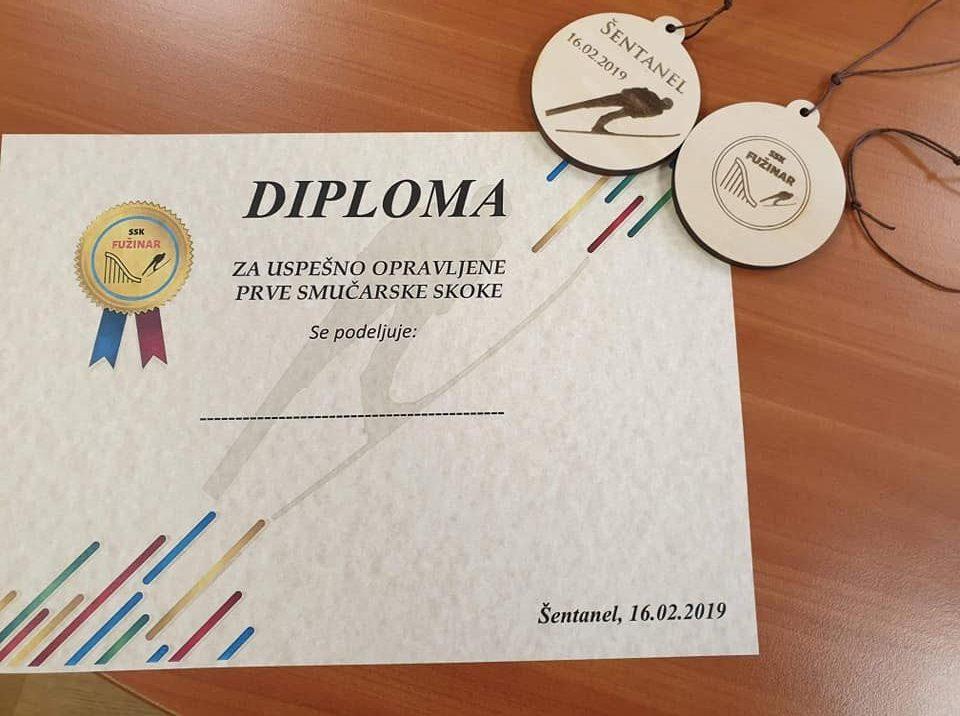 ŠENTANEL
16.02.2019
SSK
FUŽINAR
DIPLOMA
SSK
FUŽINAR
ZA USPEŠNO OPRAVLJENE
PRVE SMUČARSKE SKOKE
Se podeljuje:
Šentanel, 16.02.2019